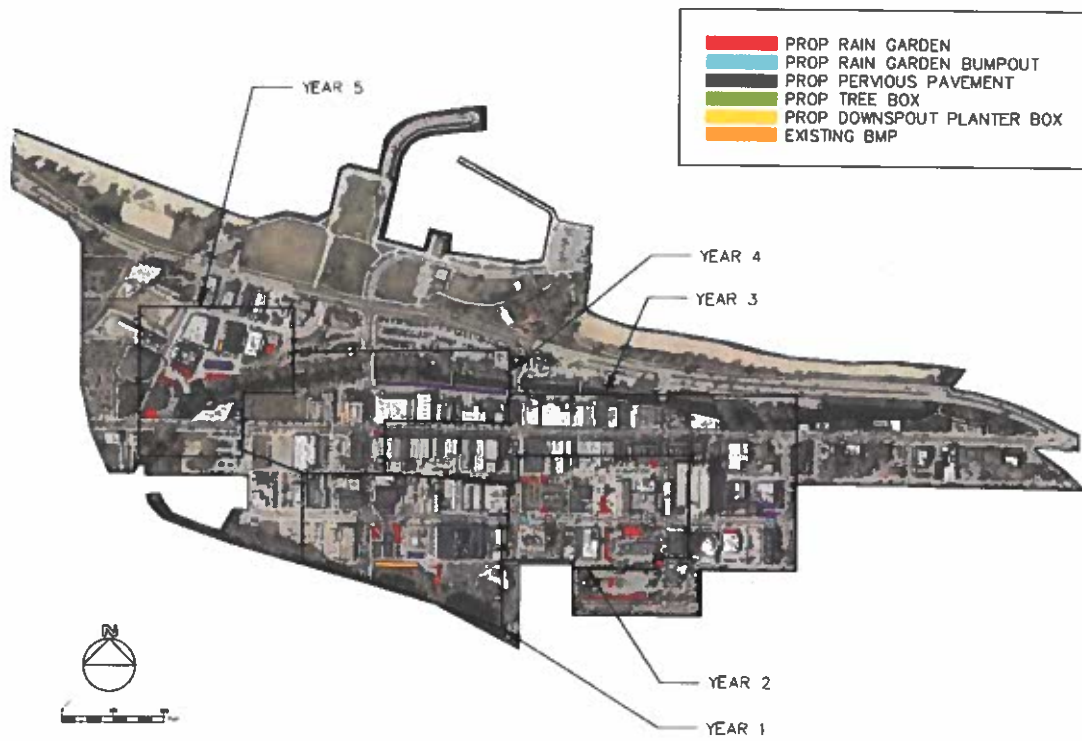 PROP RAIN GARDEN
PROP RAIN GARDEN BUMPOUT
PROP PERVIOUS PAVEMENT
PROP TREE BOX
PROP DOWNSPOUT PLANTER BOX
EXISTING BMP
YEAR 5
YEAR 4
YEAR 3
YEAR 2
YEAR 1
N